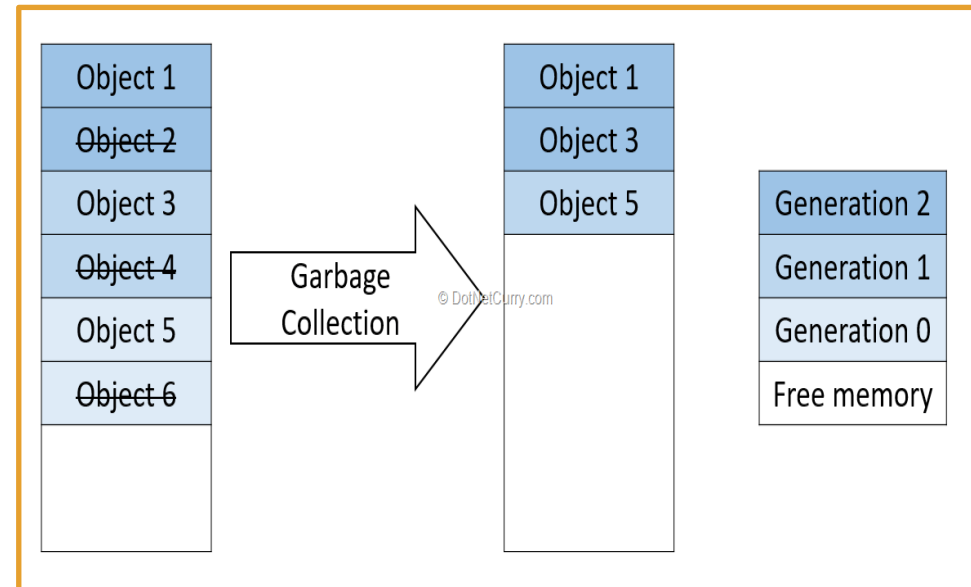 Object 1
Object 2
Object 3
Object 4
Object 5
Object 6
Garbage
Collection
© DotNetCurry.com
Object 1
Object 3
Object 5
Generation 2
Generation 1
Generation 0
Free memory